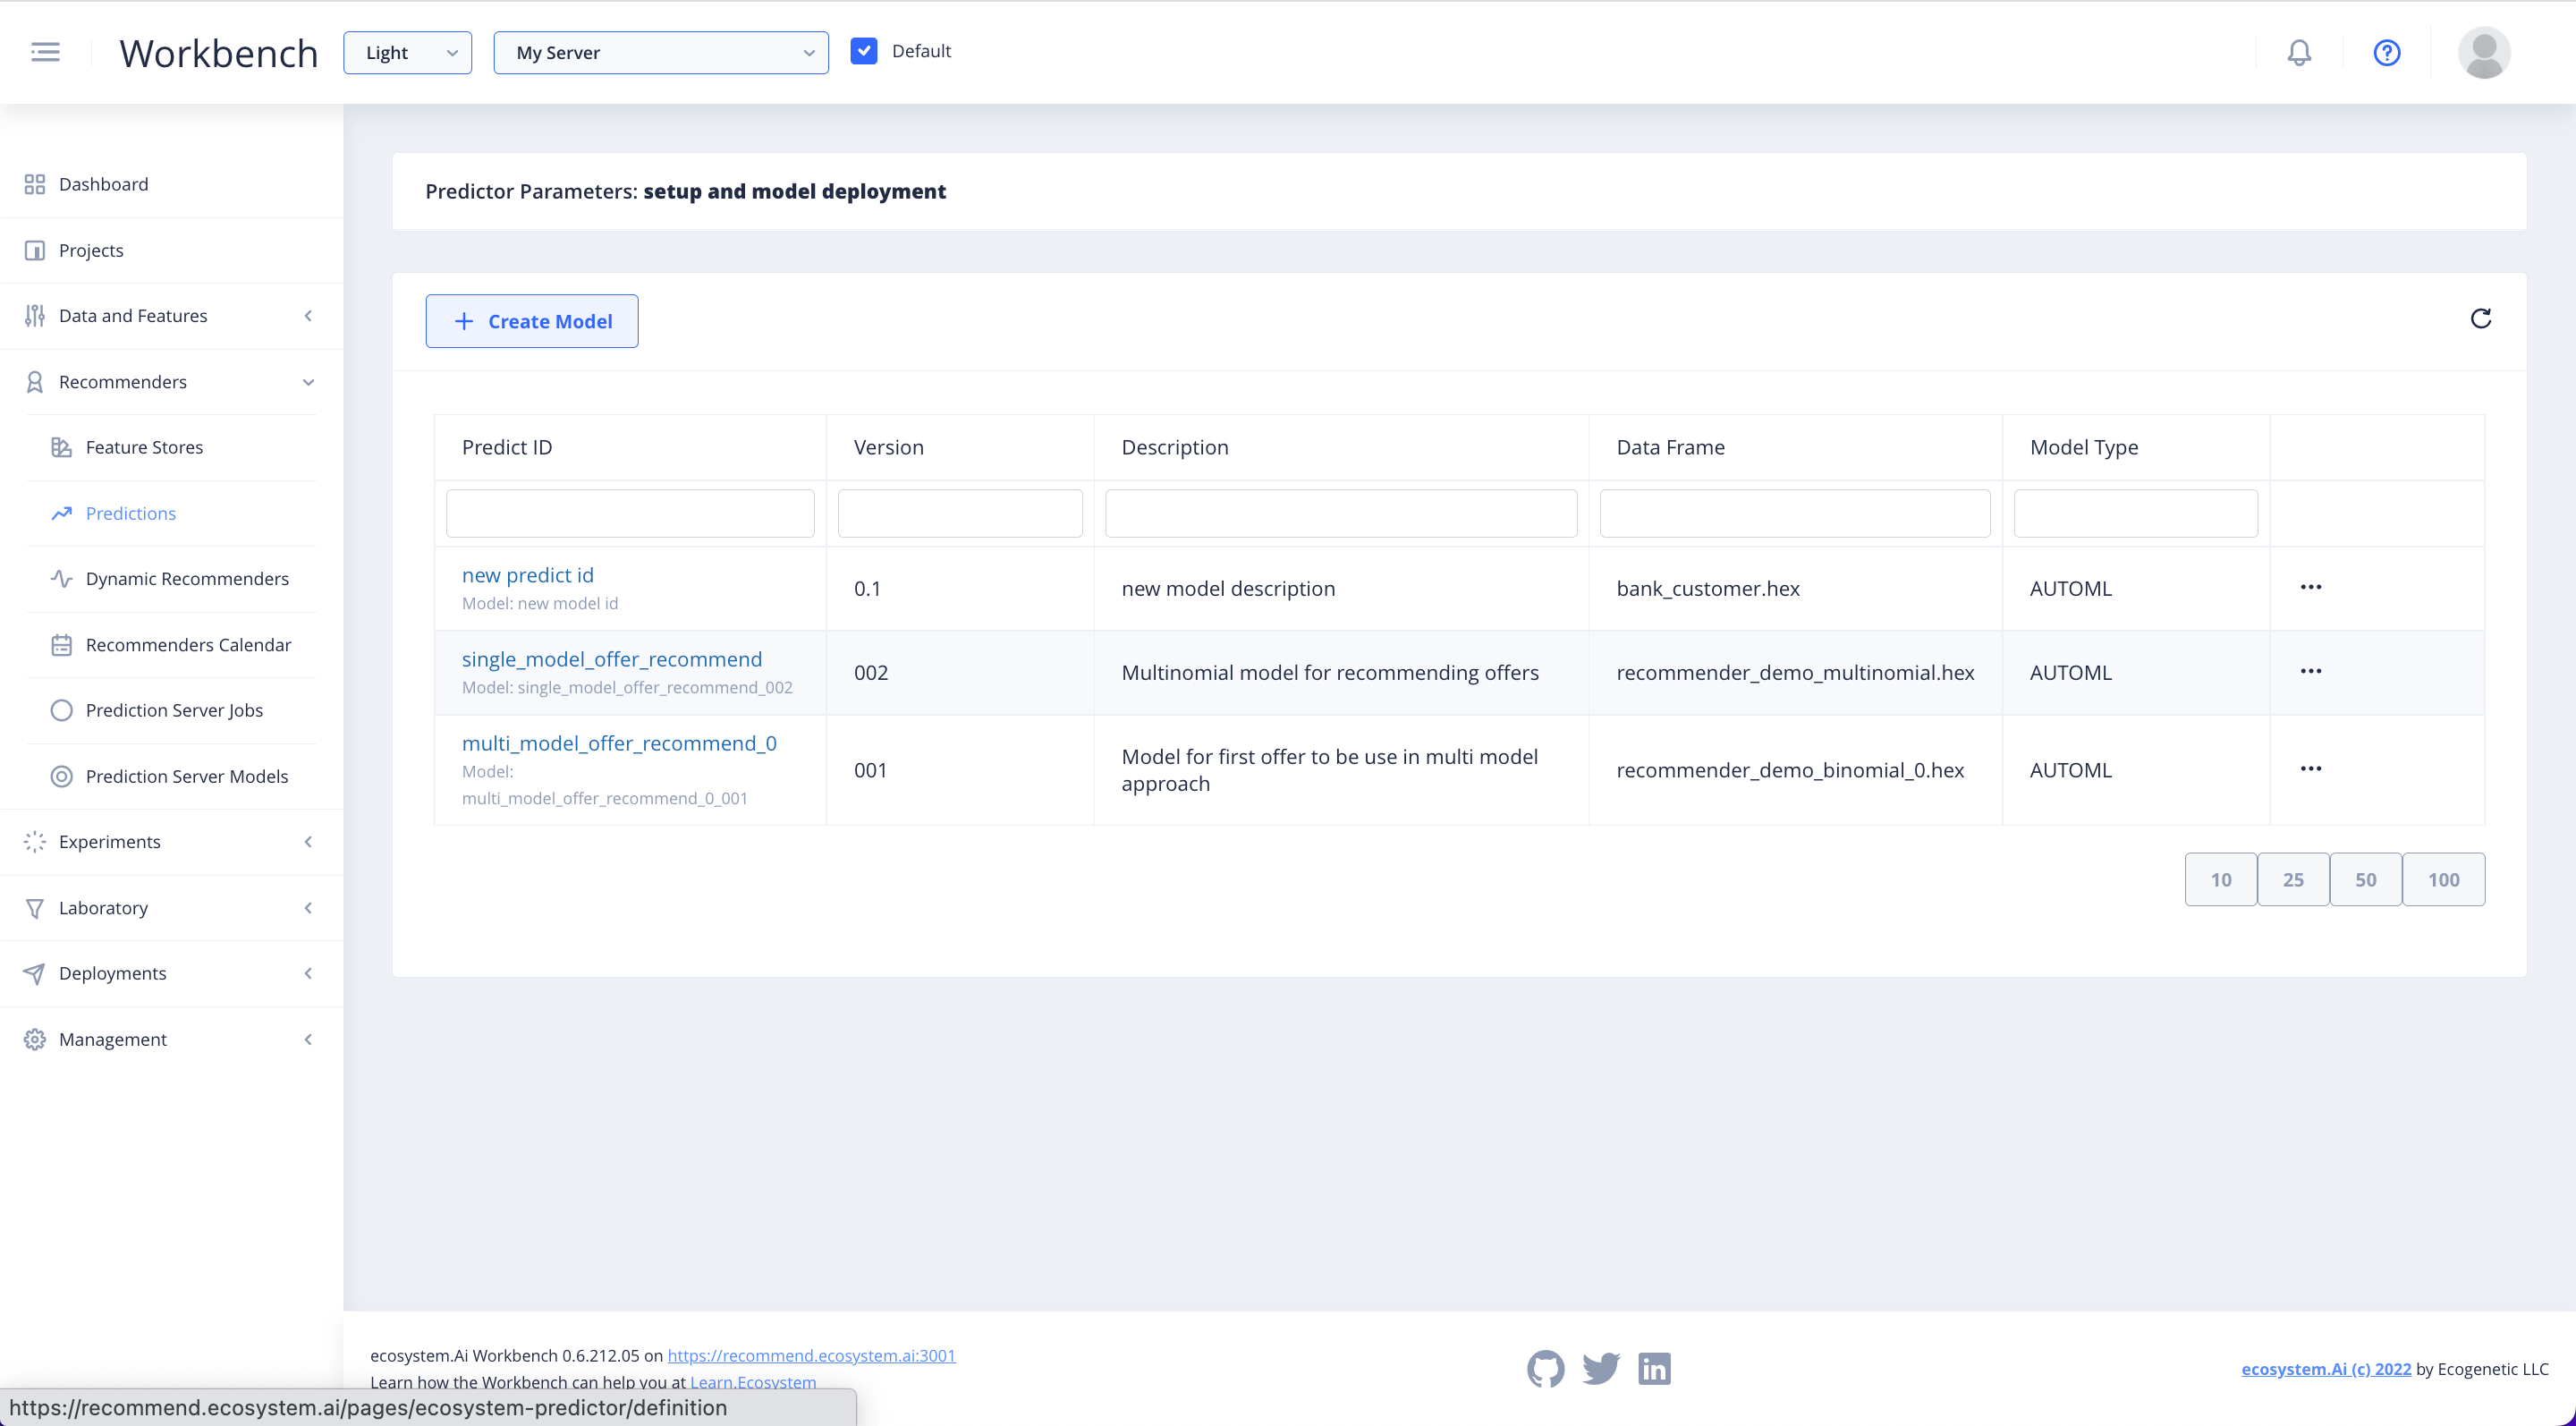 Workbench
Light
My Server
Default
Dashboard
Projects
Data and Features
Recommenders
Feature Stores
Predictions
Dynamic Recommenders
Recommenders Calendar
Prediction Server Jobs
Prediction Server Models
Experiments
Laboratory
Deployments
Management
Predictor Parameters: setup and model deployment
+ Create Model
Predict ID Version Description Data Frame Model Type
new predict id
Model: new model id
0.1
new model description
bank_customer.hex
AUTOML
single_model_offer_recommend
Model: single_model_offer_recommend_002
002
Multinomial model for recommending offers
recommender_demo_multinomial.hex
AUTOML
multi_model_offer_recommend_0
Model:
multi_model_offer_recommend_0_001
001
Model for first offer to be use in multi model
approach
recommender_demo_binomial_0.hex
AUTOML
10 25 50 100
ecosystem.Ai Workbench 0.6.212.05 on https://recommend.ecosystem.ai:3001
Learn how the Workbench can help you at Learn.Ecosystem
ecosystem.Ai (c) 2022 by Ecogenetic LLC
https://recommend.ecosystem.ai/pages/ecosystem-predictor/definition